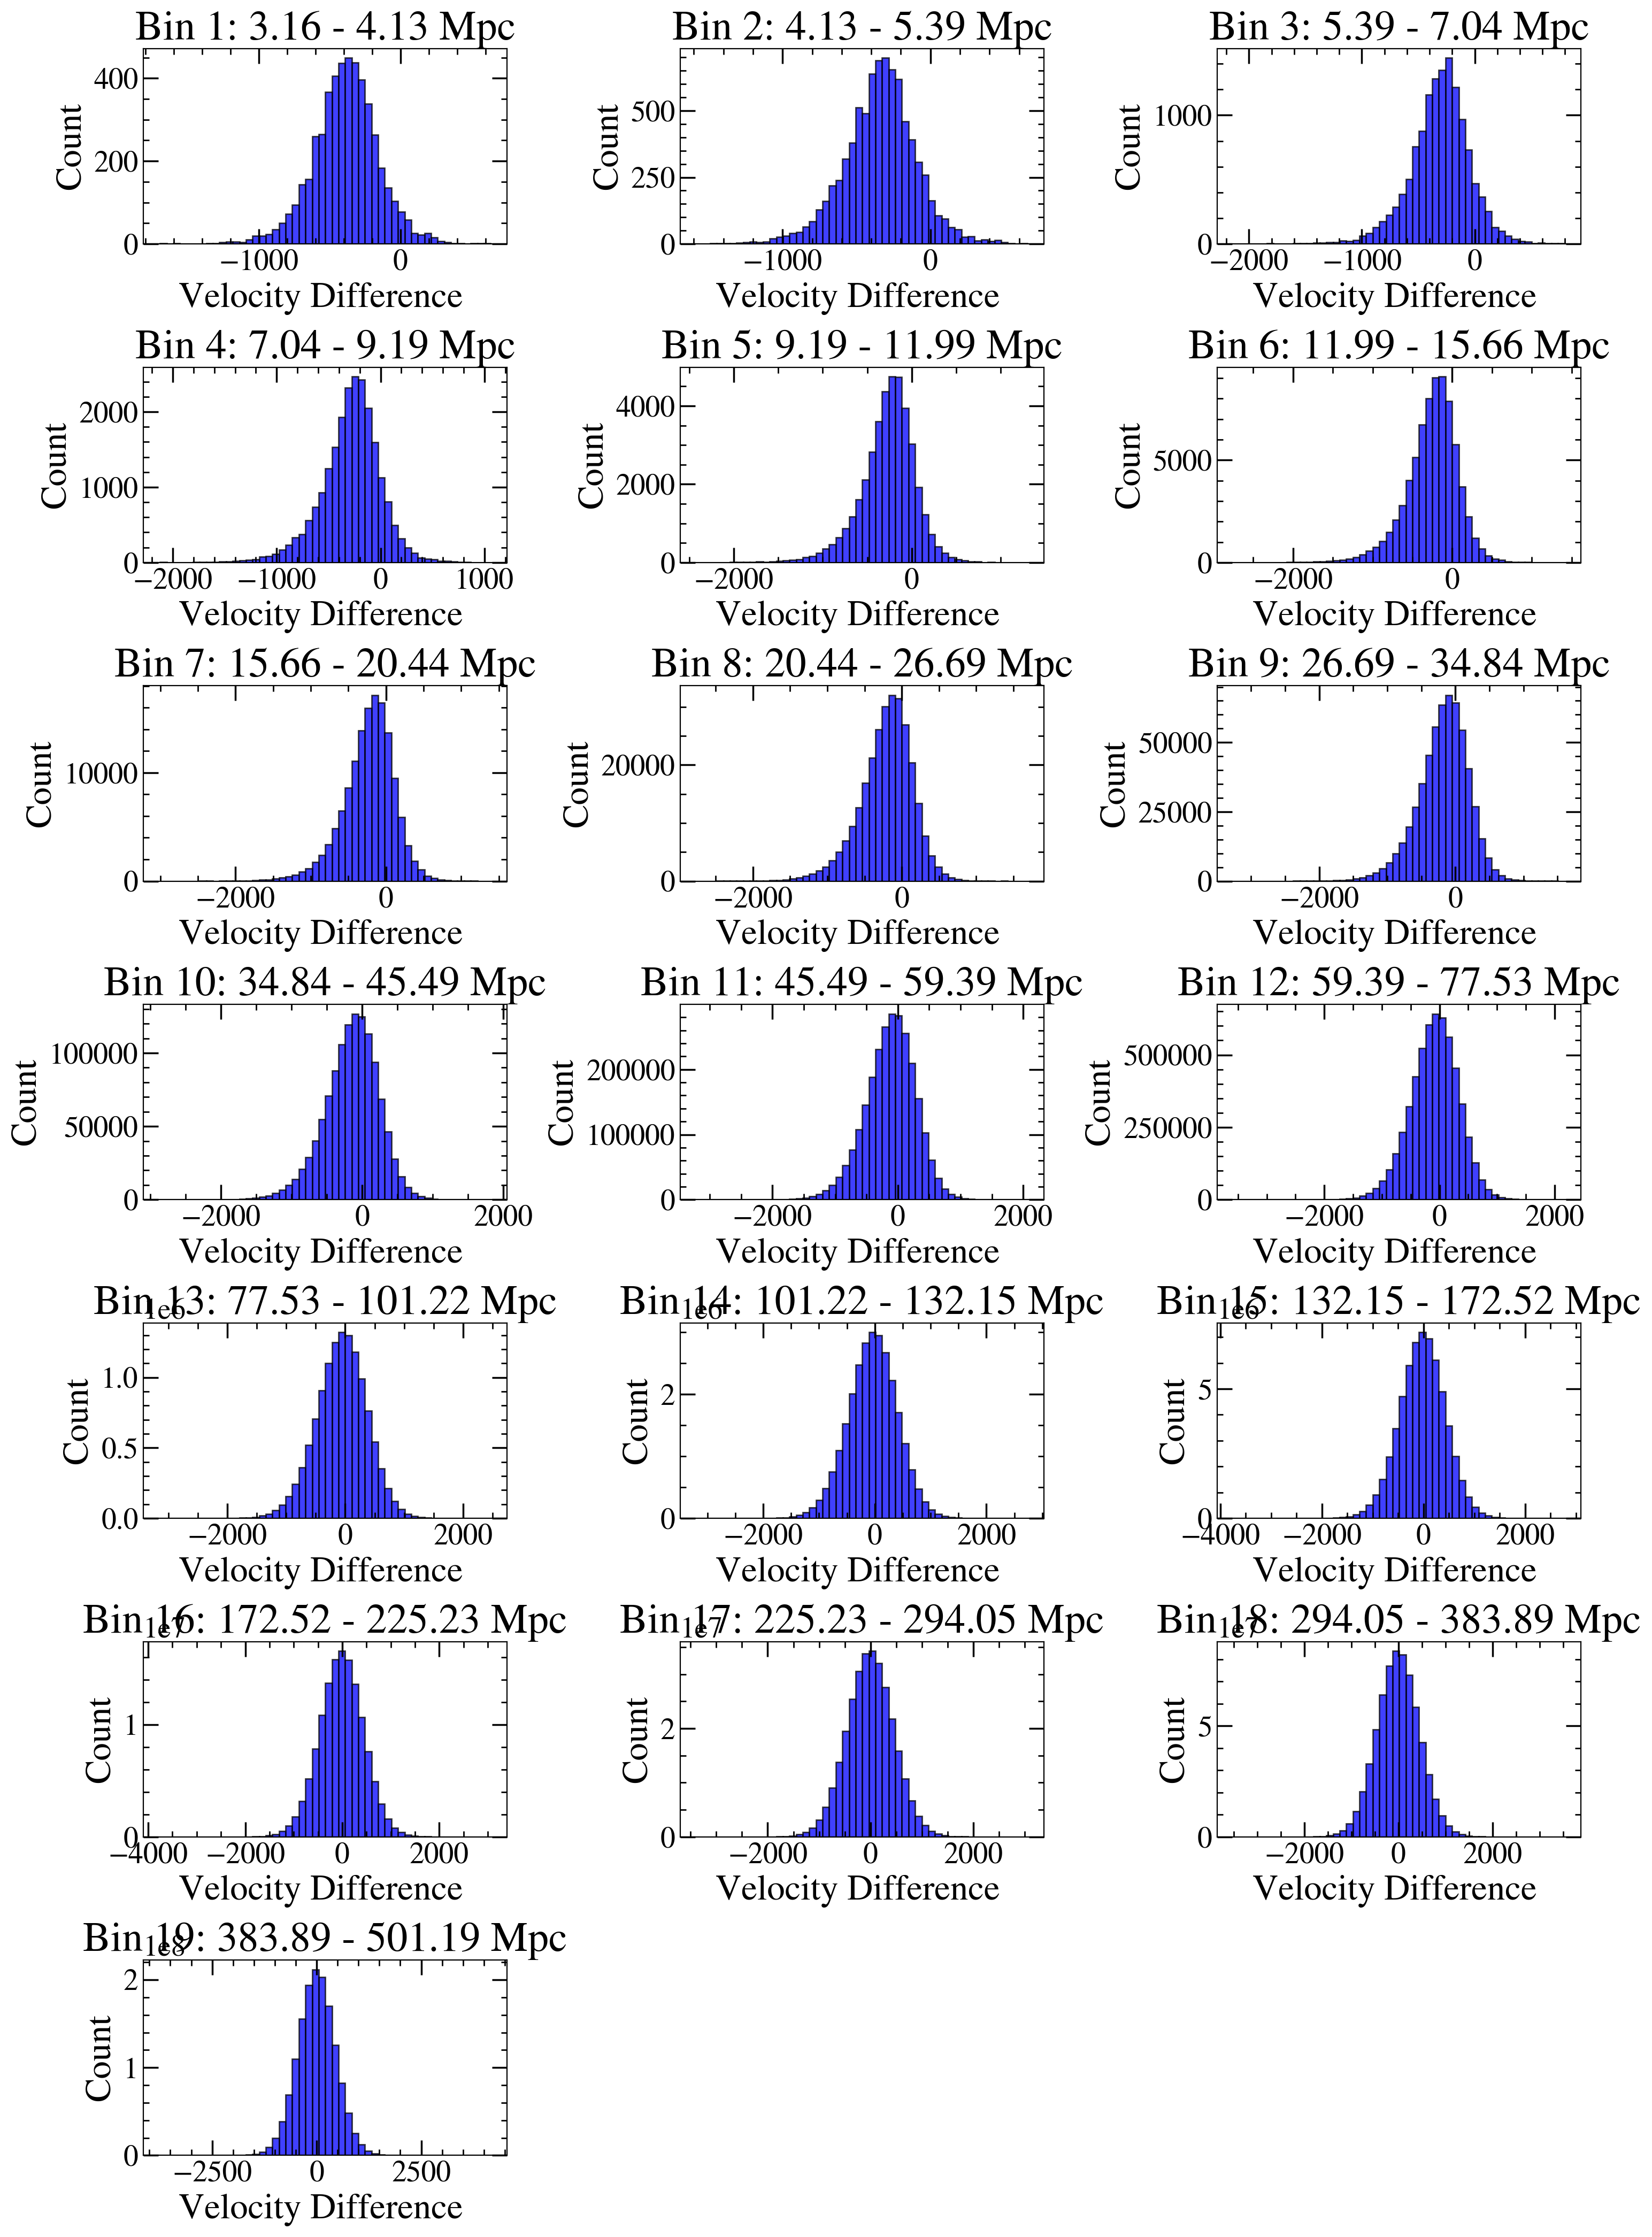 Bin 1: 3.16 - 4.13 Mpc
Count
400
200
0
−1000
0
Velocity Difference
Bin 2: 4.13 - 5.39 Mpc
Count
500
250
0
−1000
0
Velocity Difference
Bin 3: 5.39 - 7.04 Mpc
Count
1000
0
−2000
−1000
0
Velocity Difference
Bin 4: 7.04 - 9.19 Mpc
Count
2000
1000
0
−2000
−1000
0
1000
Velocity Difference
Bin 5: 9.19 - 11.99 Mpc
Count
4000
2000
0
−2000
0
Velocity Difference
Bin 6: 11.99 - 15.66 Mpc
Count
5000
0
−2000
0
Velocity Difference
Bin 7: 15.66 - 20.44 Mpc
Count
10000
0
−2000
0
Velocity Difference
Bin 8: 20.44 - 26.69 Mpc
Count
20000
0
−2000
0
Velocity Difference
Bin 9: 26.69 - 34.84 Mpc
Count
50000
25000
0
−2000
0
Velocity Difference
Bin 10: 34.84 - 45.49 Mpc
Count
100000
50000
0
−2000
0
2000
Velocity Difference
Bin 11: 45.49 - 59.39 Mpc
Count
200000
100000
0
−2000
0
2000
Velocity Difference
Bin 12: 59.39 - 77.53 Mpc
Count
500000
250000
0
−2000
0
2000
Velocity Difference
Bin 13: 77.53 - 101.22 Mpc
1e6
Count
1.0
0.5
0.0
−2000
0
2000
Velocity Difference
Bin 14: 101.22 - 132.15 Mpc
1e6
Count
2
0
−2000
0
2000
Velocity Difference
Bin 15: 132.15 - 172.52 Mpc
1e6
Count
5
0
−4000
−2000
0
2000
Velocity Difference
Bin 16: 172.52 - 225.23 Mpc
1e7
Count
1
0
−4000
−2000
0
2000
Velocity Difference
Bin 17: 225.23 - 294.05 Mpc
1e7
Count
2
0
−2000
0
2000
Velocity Difference
Bin 18: 294.05 - 383.89 Mpc
1e7
Count
5
0
−2000
0
2000
Velocity Difference
Bin 19: 383.89 - 501.19 Mpc
1e8
Count
2
1
0
−2500
0
2500
Velocity Difference